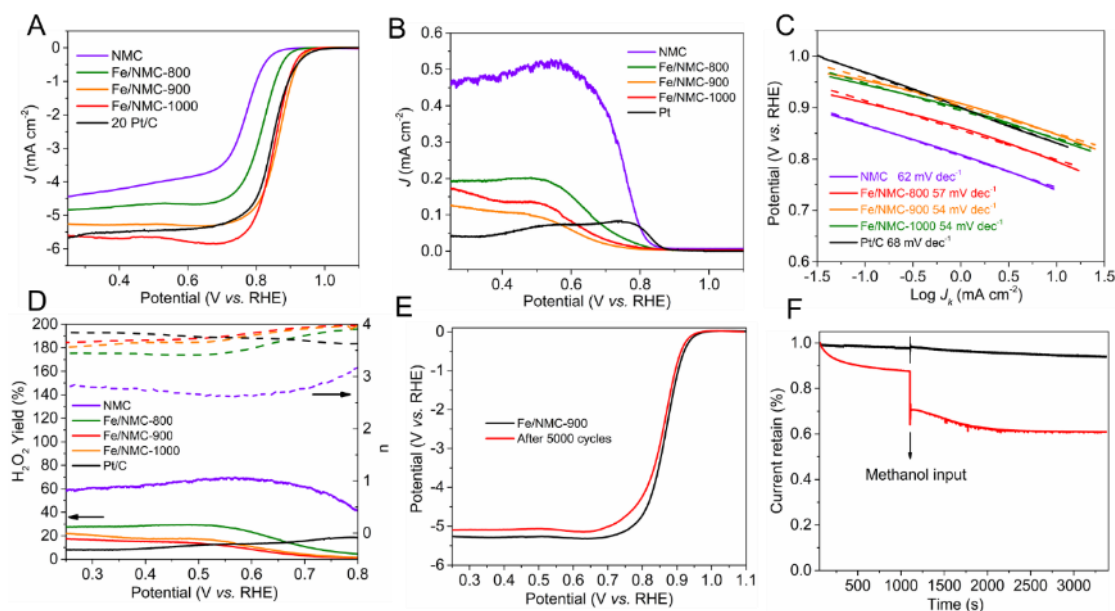 A
NMC
Fe/NMC-800
Fe/NMC-900
Fe/NMC-1000
20 Pt/C
J (mA cm⁻²)
0
-1
-2
-3
-4
-5
-6
0.4
0.6
0.8
1.0
Potential (V vs. RHE)
B
NMC
Fe/NMC-800
Fe/NMC-900
Fe/NMC-1000
Pt
J (mA cm⁻²)
0.6
0.5
0.4
0.3
0.2
0.1
0.0
0.4
0.6
0.8
1.0
Potential (V vs. RHE)
C
Potential (V vs. RHE)
1.0
0.9
0.8
0.7
0.6
NMC 62 mV dec⁻¹
Fe/NMC-800 57 mV dec⁻¹
Fe/NMC-900 54 mV dec⁻¹
Fe/NMC-1000 54 mV dec⁻¹
Pt/C 68 mV dec⁻¹
-1.5
-1.0
-0.5
0.0
0.5
1.0
1.5
Log Jₖ (mA cm⁻²)
D
H₂O₂ Yield (%)
200
180
160
140
120
100
80
60
40
20
0
NMC
Fe/NMC-800
Fe/NMC-900
Fe/NMC-1000
Pt/C
4
3
2
1
0
n
0.3
0.4
0.5
0.6
0.7
0.8
Potential (V vs. RHE)
E
Potential (V vs. RHE)
0
-1
-2
-3
-4
-5
-6
Fe/NMC-900
After 5000 cycles
0.3
0.4
0.5
0.6
0.7
0.8
0.9
1.0
1.1
Potential (V vs. RHE)
F
Current retain (%)
1.0
0.8
0.6
0.4
0.2
0.0
Methanol input
500
1000
1500
2000
2500
3000
Time (s)